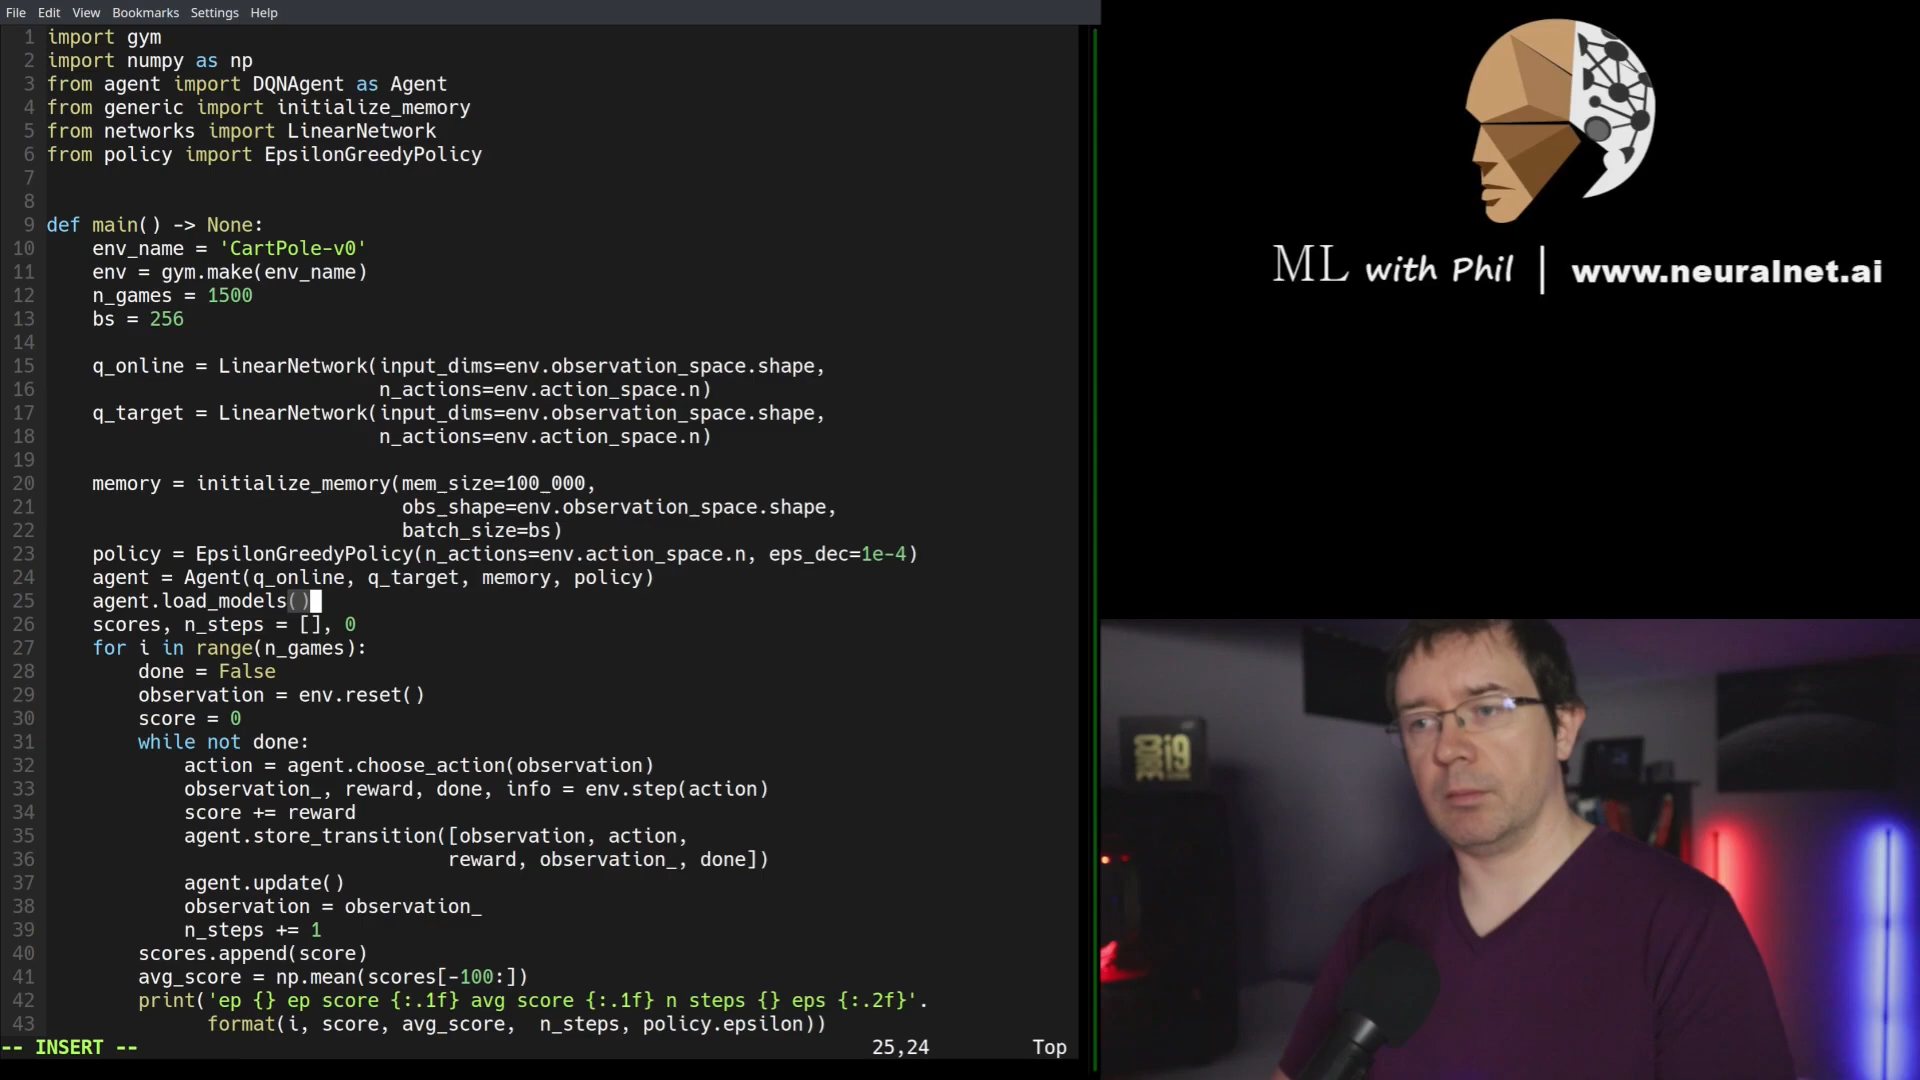 File Edit View Bookmarks Settings Help
1 import gym
2 import numpy as np
3 from agent import DQNAgent as Agent
4 from generic import initialize_memory
5 from networks import LinearNetwork
6 from policy import EpsilonGreedyPolicy
7
8
9 def main() -> None:
10     env_name = 'CartPole-v0'
11     env = gym.make(env_name)
12     n_games = 1500
13     bs = 256
14
15     q_online = LinearNetwork(input_dims=env.observation_space.shape,
16                              n_actions=env.action_space.n)
17     q_target = LinearNetwork(input_dims=env.observation_space.shape,
18                              n_actions=env.action_space.n)
19
20     memory = initialize_memory(mem_size=100_000,
21                                obs_shape=env.observation_space.shape,
22                                batch_size=bs)
23     policy = EpsilonGreedyPolicy(n_actions=env.action_space.n, eps_dec=1e-4)
24     agent = Agent(q_online, q_target, memory, policy)
25     agent.load_models()
26     scores, n_steps = [], 0
27     for i in range(n_games):
28         done = False
29         observation = env.reset()
30         score = 0
31         while not done:
32             action = agent.choose_action(observation)
33             observation_, reward, done, info = env.step(action)
34             score += reward
35             agent.store_transition([observation, action,
36                                    reward, observation_, done])
37             agent.update()
38             observation = observation_
39             n_steps += 1
40         scores.append(score)
41         avg_score = np.mean(scores[-100:])
42         print('ep {} ep score {:.1f} avg score {:.1f} n steps {} eps {:.2f}'.
43               format(i, score, avg_score,  n_steps, policy.epsilon))
-- INSERT -- 25,24 Top
ML with Phil | www.neuralnet.ai
CORE i9